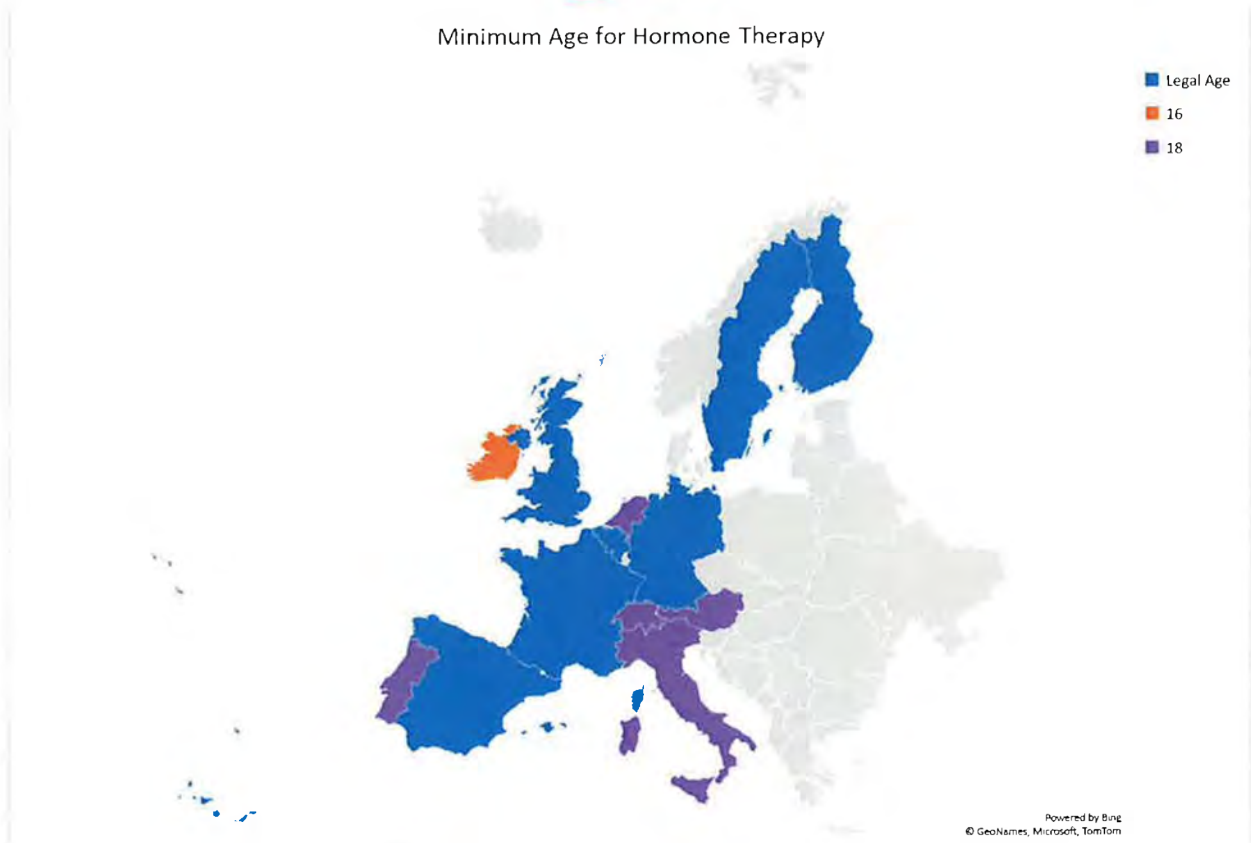 Minimum Age for Hormone Therapy
Legal Age
16
18
Powered by Bing
© GeoNames, Microsoft, TomTom